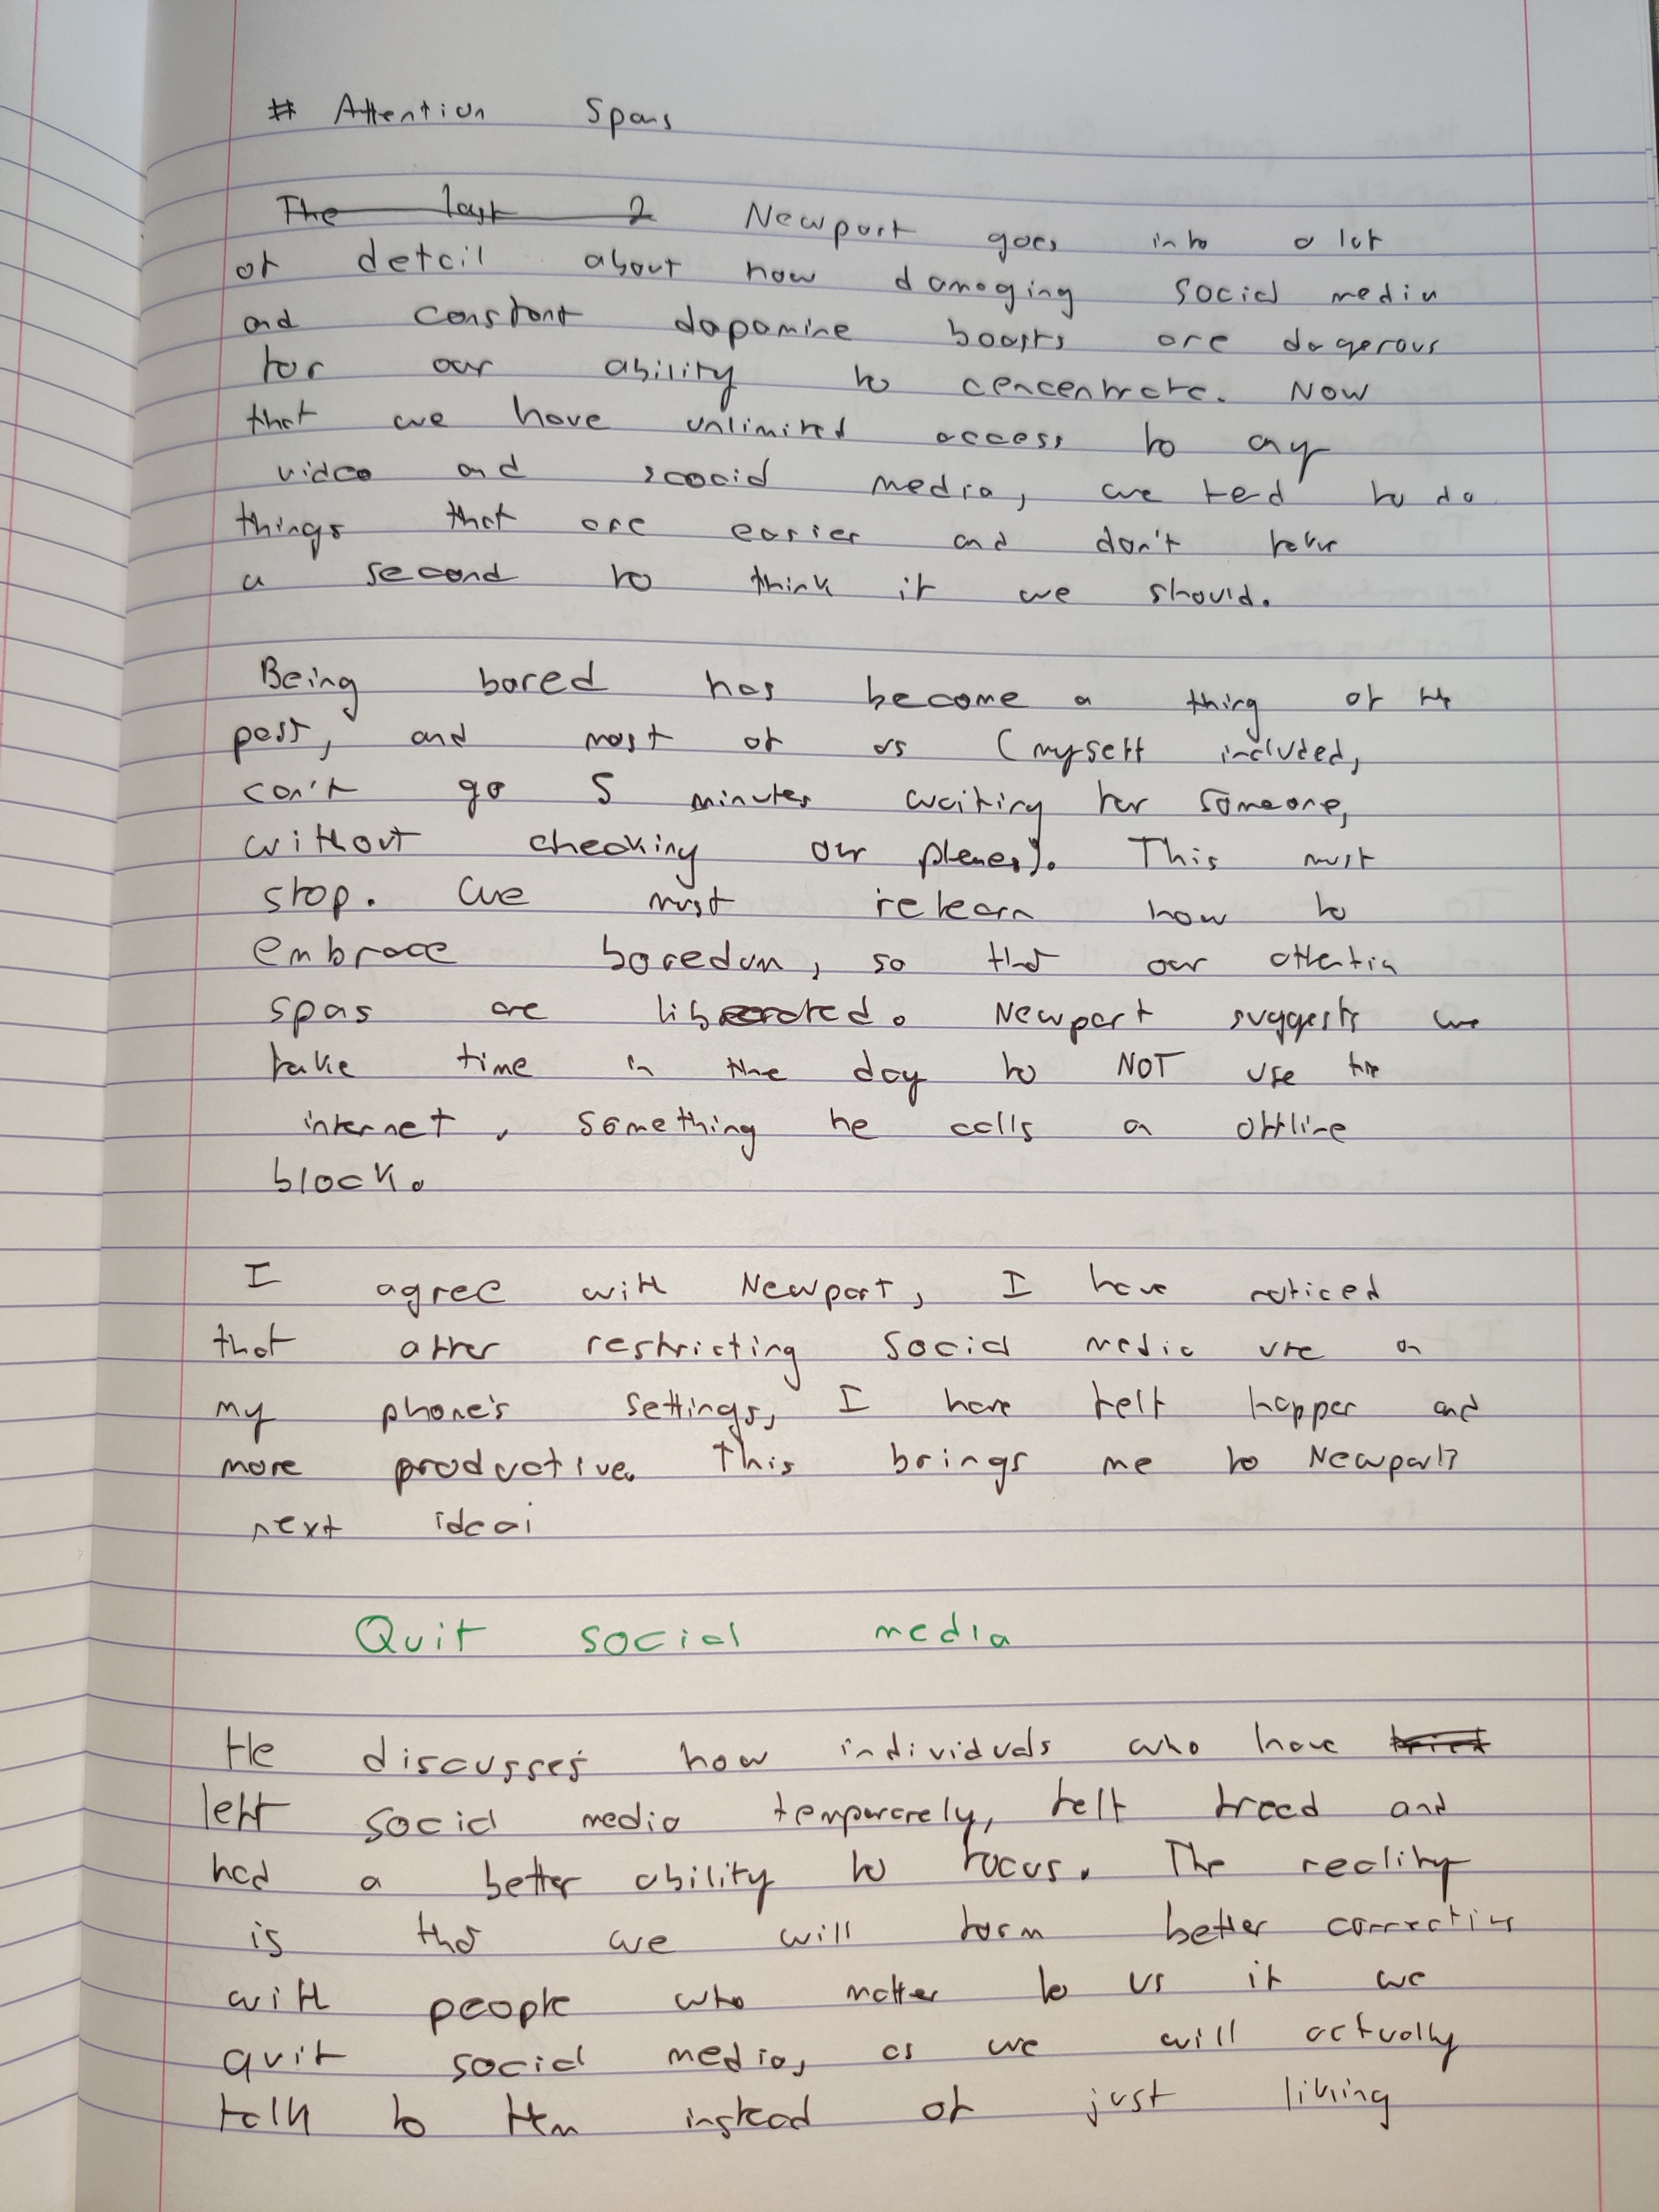 # Attention Spans
The last 2 Newport goes into a lot
of detail about how damaging social media
and constant dopamine boosts are dagerous
for our ability to concentrate. Now
that we have unlimited access to any
video and scocial media, we tend to do
things that are easier and don't take
a second to think if we should.
Being bored has become a thing of the
past, and most of us (myself included,
can't go 5 minutes waiting for someone,
without checking our phones). This must
stop. We must relearn how to
embrace boredom, so that our attention
spans are liberated. Newport suggests we
take time in the day to NOT use the
internet, something he calls an offline
block.
I agree with Newport, I have noticed
that after restricting social media use on
my phone's settings, I have felt happer and
more productive. This brings me to Newport's
next idea:
Quit social media
He discusses how individuals who have
left social media temporarely, felt freed and
had a better ability to focus. The reality
is that we will form better connections
with people who matter to us if we
quit social media, as we will actually
talk to them instead of just liking